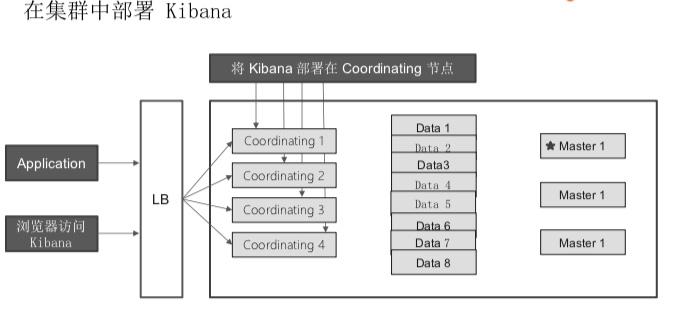 在集群中部署 Kibana
将 Kibana 部署在 Coordinating 节点
Application
浏览器访问
Kibana
LB
Coordinating 1
Coordinating 2
Coordinating 3
Coordinating 4
Data 1
Data 2
Data3
Data 4
Data 5
Data 6
Data 7
Data 8
★ Master 1
Master 1
Master 1